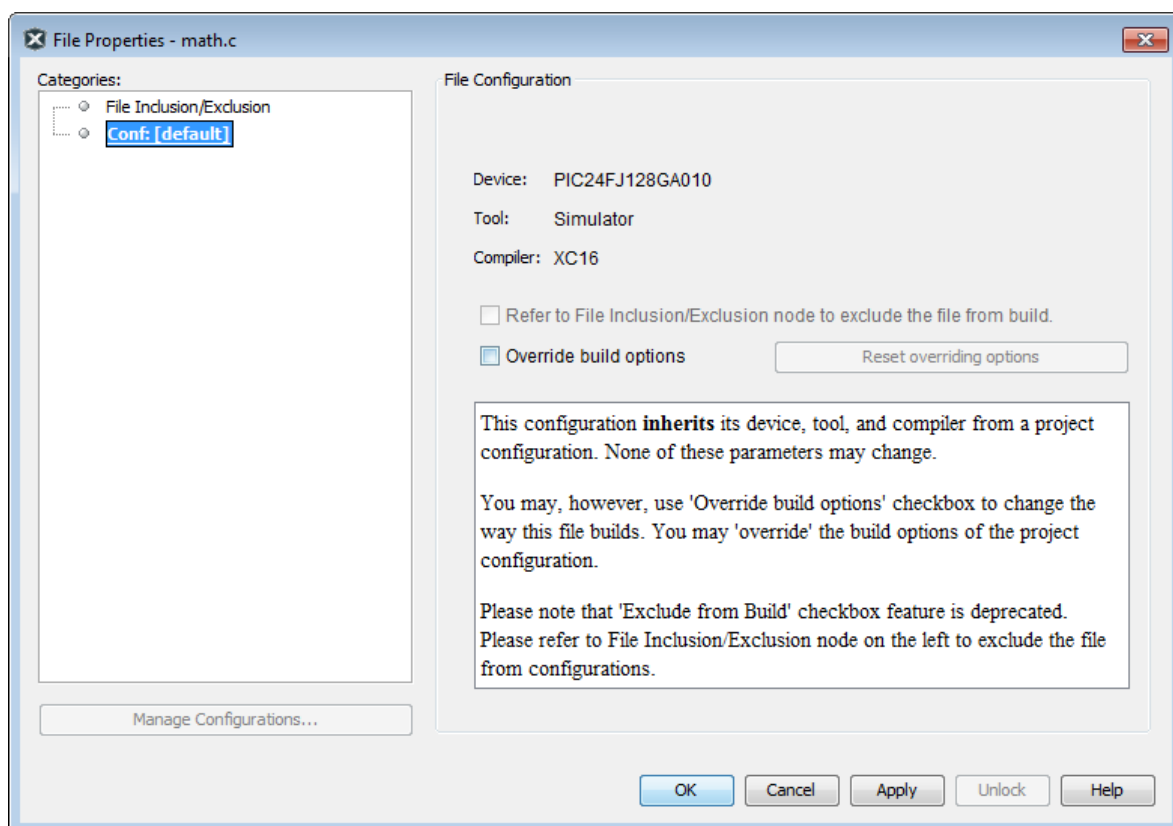 File Properties - math.c
Categories:
File Inclusion/Exclusion
Conf: [default]
Manage Configurations...
File Configuration
Device: PIC24FJ128GA010
Tool: Simulator
Compiler: XC16
Refer to File Inclusion/Exclusion node to exclude the file from build.
Override build options
Reset overriding options
This configuration inherits its device, tool, and compiler from a project
configuration. None of these parameters may change.
You may, however, use 'Override build options' checkbox to change the
way this file builds. You may 'override' the build options of the project
configuration.
Please note that 'Exclude from Build' checkbox feature is deprecated.
Please refer to File Inclusion/Exclusion node on the left to exclude the file
from configurations.
OK
Cancel
Apply
Unlock
Help